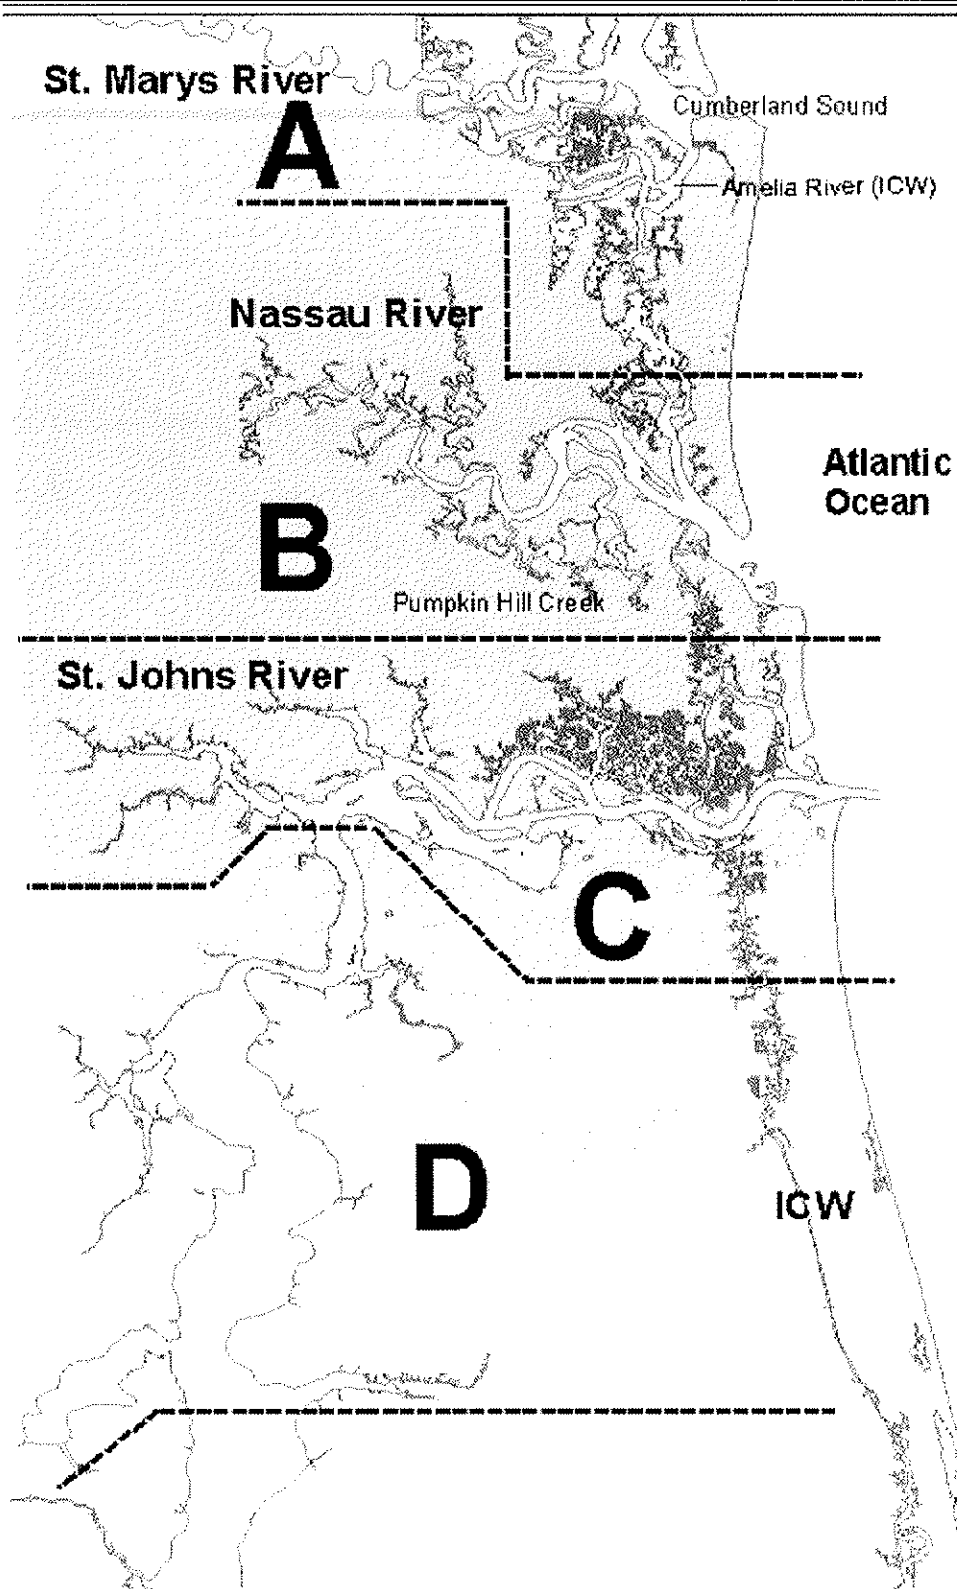 St. Marys River
A
Cumberland Sound
Amelia River (ICW)
Nassau River
Atlantic
Ocean
B
Pumpkin Hill Creek
St. Johns River
C
D
ICW